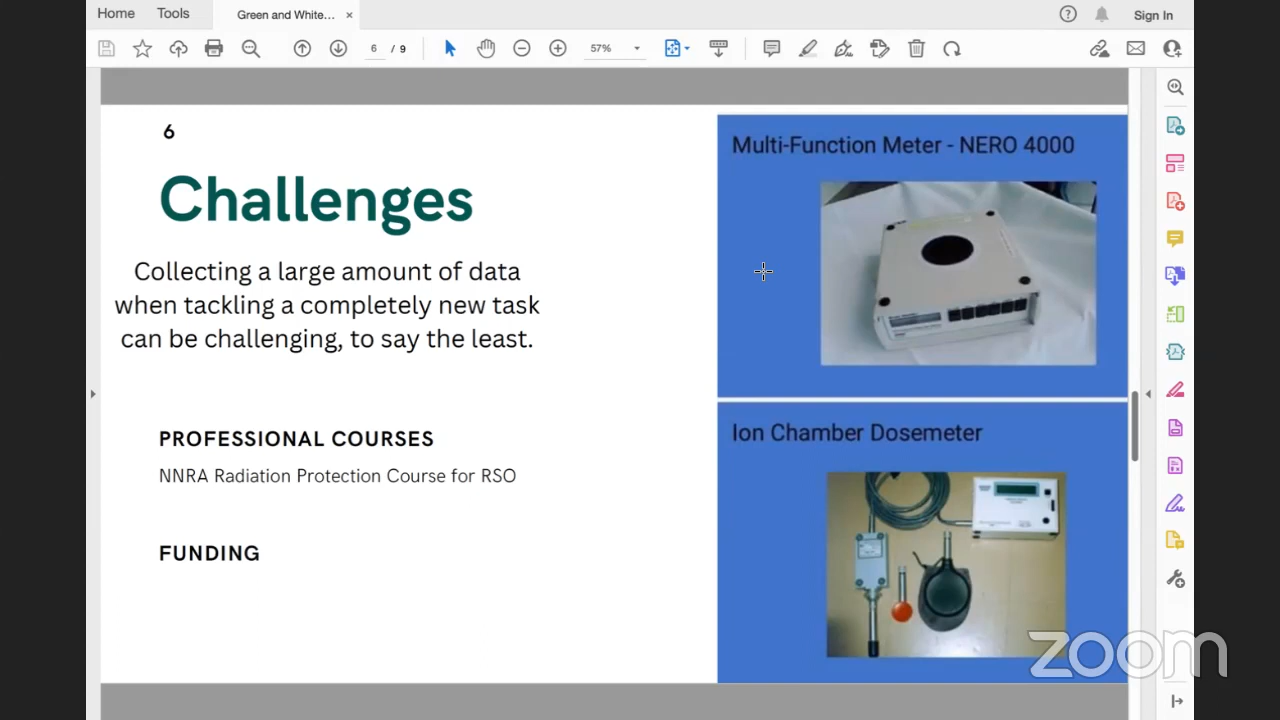 Home
Tools
Green and White...
Sign In
6 / 9
57%
6
Challenges
Collecting a large amount of data
when tackling a completely new task
can be challenging, to say the least.
PROFESSIONAL COURSES
NNRA Radiation Protection Course for RSO
FUNDING
Multi-Function Meter - NERO 4000
Ion Chamber Dosemeter
zoom